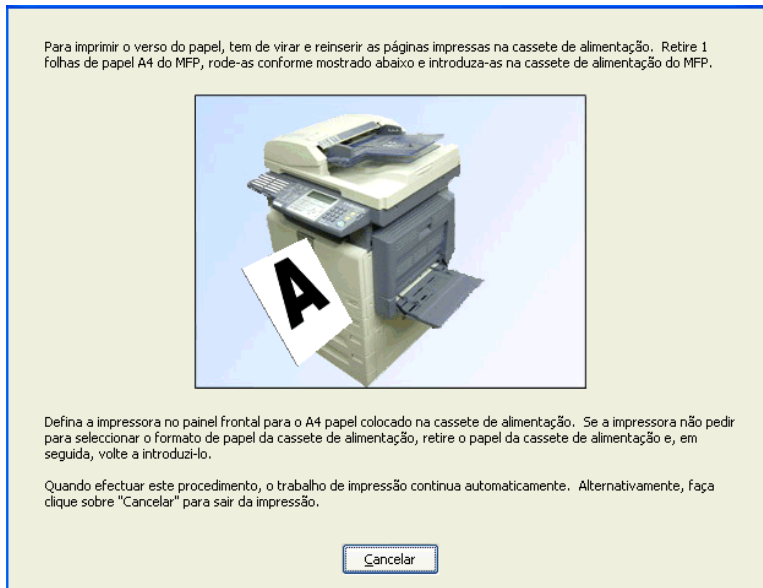 Para imprimir o verso do papel, tem de virar e reinserir as páginas impressas na cassete de alimentação.  Retire 1
folhas de papel A4 do MFP, rode-as conforme mostrado abaixo e introduza-as na cassete de alimentação do MFP.
A
Defina a impressora no painel frontal para o A4 papel colocado na cassete de alimentação.  Se a impressora não pedir
para seleccionar o formato de papel da cassete de alimentação, retire o papel da cassete de alimentação e, em
seguida, volte a introduzi-lo.
Quando efectuar este procedimento, o trabalho de impressão continua automaticamente.  Alternativamente, faça
clique sobre "Cancelar" para sair da impressão.
Cancelar